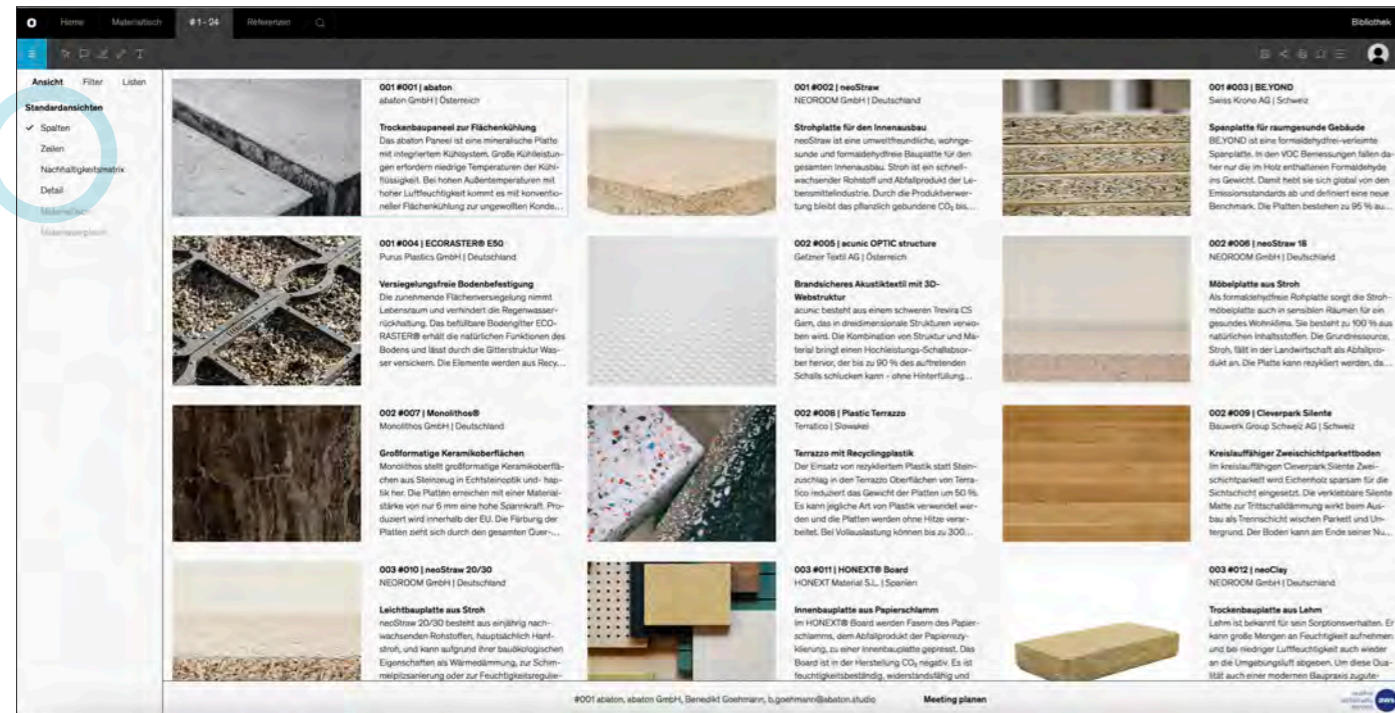 Home Materialtisch #1 - 24 Referenzen Bibliothek
Ansicht Filter Listen
Standardansichten
Spalten
Zeilen
Nachhaltigkeitsmatrix
Detail
Materialtisch
001 #001 | abaton
abaton GmbH | Österreich
Trockenbaupaneel zur Flächenkühlung
Das abaton Paneel ist eine mineralische Platte
mit integriertem Kühlsystem. Große Kühlleistun-
gen erfordern niedrige Temperaturen der Kühl-
flüssigkeit. Bei hohen Außentemperaturen mit
hoher Luftfeuchtigkeit kommt es mit konventio-
neller Flächenkühlung zur ungewollten Konde...
001 #002 | neoStraw
NEOROOM GmbH | Deutschland
Strohplatte für den Innenausbau
neoStraw ist eine umweltfreundliche, wohnge-
sunde und formaldehydfreie Bauplatte für den
gesamten Innenausbau. Stroh ist ein schnell-
wachsender Rohstoff und Abfallprodukt der Le-
bensmittelindustrie. Durch die Produktverwer-
tung bleibt das pflanzlich gebundene CO₂ bis...
001 #003 | BE.YOND
Swiss Krono AG | Schweiz
Spanplatte für raumgesunde Gebäude
BE.YOND ist eine formaldehydfrei-verleimte
Spanplatte. In den VOC Bemessungen fallen da-
her nur die im Holz enthaltenen Formaldehyde
ins Gewicht. Damit hebt sie sich global von den
Emissionsstandards ab und definiert eine neue
Benchmark. Die Platten bestehen zu 95 % au...
001 #004 | ECORASTER® E50
Purus Plastics GmbH | Deutschland
Versiegelungsfreie Bodenbefestigung
Die zunehmende Flächenversiegelung nimmt
Lebensraum und verhindert die Regenwasser-
rückhaltung. Das befüllbare Bodengitter ECO-
RASTER® erhält die natürlichen Funktionen des
Bodens und lässt durch die Gitterstruktur Was-
ser versickern. Die Elemente werden aus Recy...
002 #005 | acunic OPTIC structure
Getzner Textil AG | Österreich
Brandsicheres Akustiktextil mit 3D-
Webstruktur
acunic besteht aus einem schweren Trevira CS
Garn, das in dreidimensionale Strukturen verwo-
ben wird. Die Kombination von Struktur und Ma-
terial bringt einen Hochleistungs-Schallabsor-
ber hervor, der bis zu 90 % des auftretenden
Schalls schlucken kann – ohne Hinterfüllung...
002 #006 | neoStraw 18
NEOROOM GmbH | Deutschland
Möbelplatte aus Stroh
Als formaldehydfreie Rohplatte sorgt die Stroh-
möbelplatte auch in sensiblen Räumen für ein
gesundes Wohnklima. Sie besteht zu 100 % aus
natürlichen Inhaltsstoffen. Die Grundressource,
Stroh, fällt in der Landwirtschaft als Abfallpro-
dukt an. Die Platte kann rezykliert werden, da...
002 #007 | Monolithos®
Monolithos GmbH | Deutschland
Großformatige Keramikoberflächen
Monolithos stellt großformatige Keramikoberflä-
chen aus Steinzeug in Echtsteinoptik und- hap-
tik her. Die Platten erreichen mit einer Material-
stärke von nur 6 mm eine hohe Spannkraft. Pro-
duziert wird innerhalb der EU. Die Färbung der
Platten zieht sich durch den gesamten Quer-...
002 #008 | Plastic Terrazzo
Terratico | Slowakei
Terrazzo mit Recyclingplastik
Der Einsatz von rezykliertem Plastik statt Stein-
zuschlag in den Terrazzo Oberflächen von Terra-
tico reduziert das Gewicht der Platten um 50 %.
Es kann jegliche Art von Plastik verwendet wer-
den und die Platten werden ohne Hitze verar-
beitet. Bei Vollauslastung können bis zu 300...
002 #009 | Cleverpark Silente
Bauwerk Group Schweiz AG | Schweiz
Kreislauffähiger Zweischichtparkettboden
Im kreislauffähigen Cleverpark Silente Zwei-
schichtparkett wird Eichenholz sparsam für die
Sichtschicht eingesetzt. Die verklebbare Silente
Matte zur Trittschalldämmung wirkt beim Aus-
bau als Trennschicht wischen Parkett und Un-
tergrund. Der Boden kann am Ende seiner Nu...
003 #010 | neoStraw 20/30
NEOROOM GmbH | Deutschland
Leichtbauplatte aus Stroh
neoStraw 20/30 besteht aus einjährig nach-
wachsenden Rohstoffen, hauptsächlich Hanf-
stroh, und kann aufgrund ihrer bauökologischen
Eigenschaften als Wärmedämmung, zur Schim-
melpilzsanierung oder zur Feuchtigkeitsregulie-
003 #011 | HONEXT® Board
HONEXT Material S.L. | Spanien
Innenbauplatte aus Papierschlamm
Im HONEXT® Board werden Fasern des Papier-
schlamms, dem Abfallprodukt der Papierrezy-
klierung, zu einer Innenbauplatte gepresst. Das
Board ist in der Herstellung CO₂ negativ. Es ist
feuchtigkeitsbeständig, widerstandsfähig und
003 #012 | neoClay
NEOROOM GmbH | Deutschland
Trockenbauplatte aus Lehm
Lehm ist bekannt für sein Sorptionsverhalten. Er
kann große Mengen an Feuchtigkeit aufnehmen
und bei niedriger Luftfeuchtigkeit auch wieder
an die Umgebungsluft abgeben. Um diese Qua-
lität auch einer modernen Baupraxis zugute-
#001 abaton, abaton GmbH, Benedikt Goehmann, b.goehmann@abaton.studio Meeting planen
aws